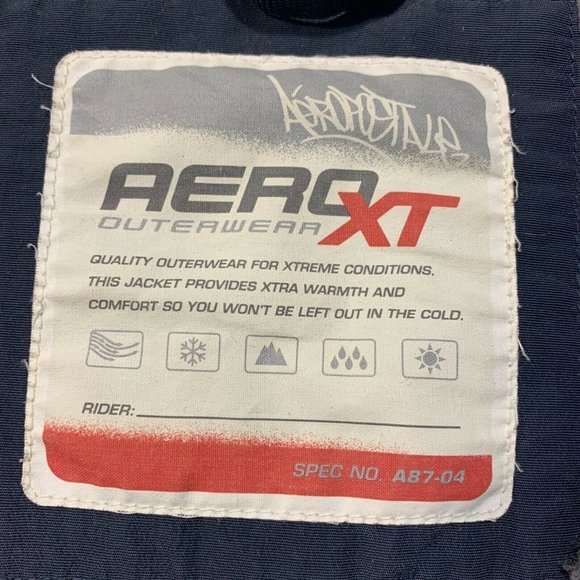 AÉROPOSTALE
AERO XT
OUTERWEAR
QUALITY OUTERWEAR FOR XTREME CONDITIONS.
THIS JACKET PROVIDES XTRA WARMTH AND
COMFORT SO YOU WON'T BE LEFT OUT IN THE COLD.
RIDER:
SPEC NO. A87-04